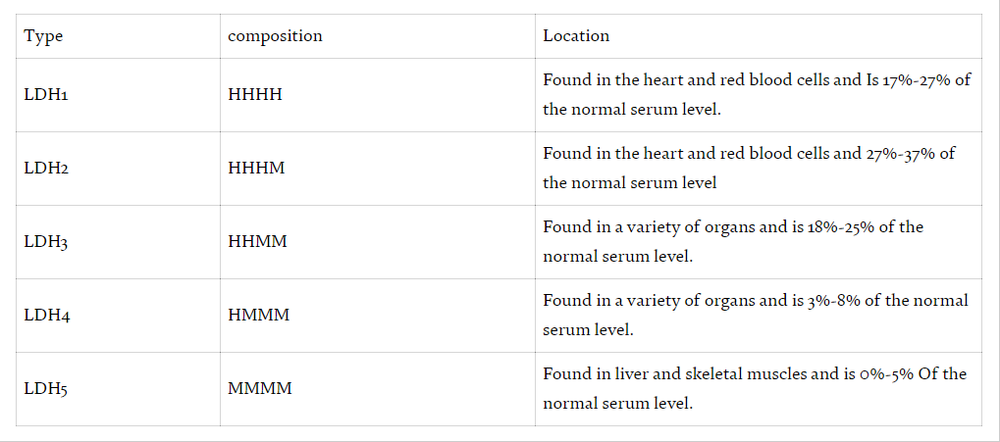 Type composition Location
LDH1 HHHH Found in the heart and red blood cells and Is 17%-27% of
the normal serum level.
LDH2 HHHM Found in the heart and red blood cells and 27%-37% of
the normal serum level
LDH3 HHMM Found in a variety of organs and is 18%-25% of the
normal serum level.
LDH4 HMMM Found in a variety of organs and is 3%-8% of the normal
serum level.
LDH5 MMMM Found in liver and skeletal muscles and is 0%-5% Of the
normal serum level.